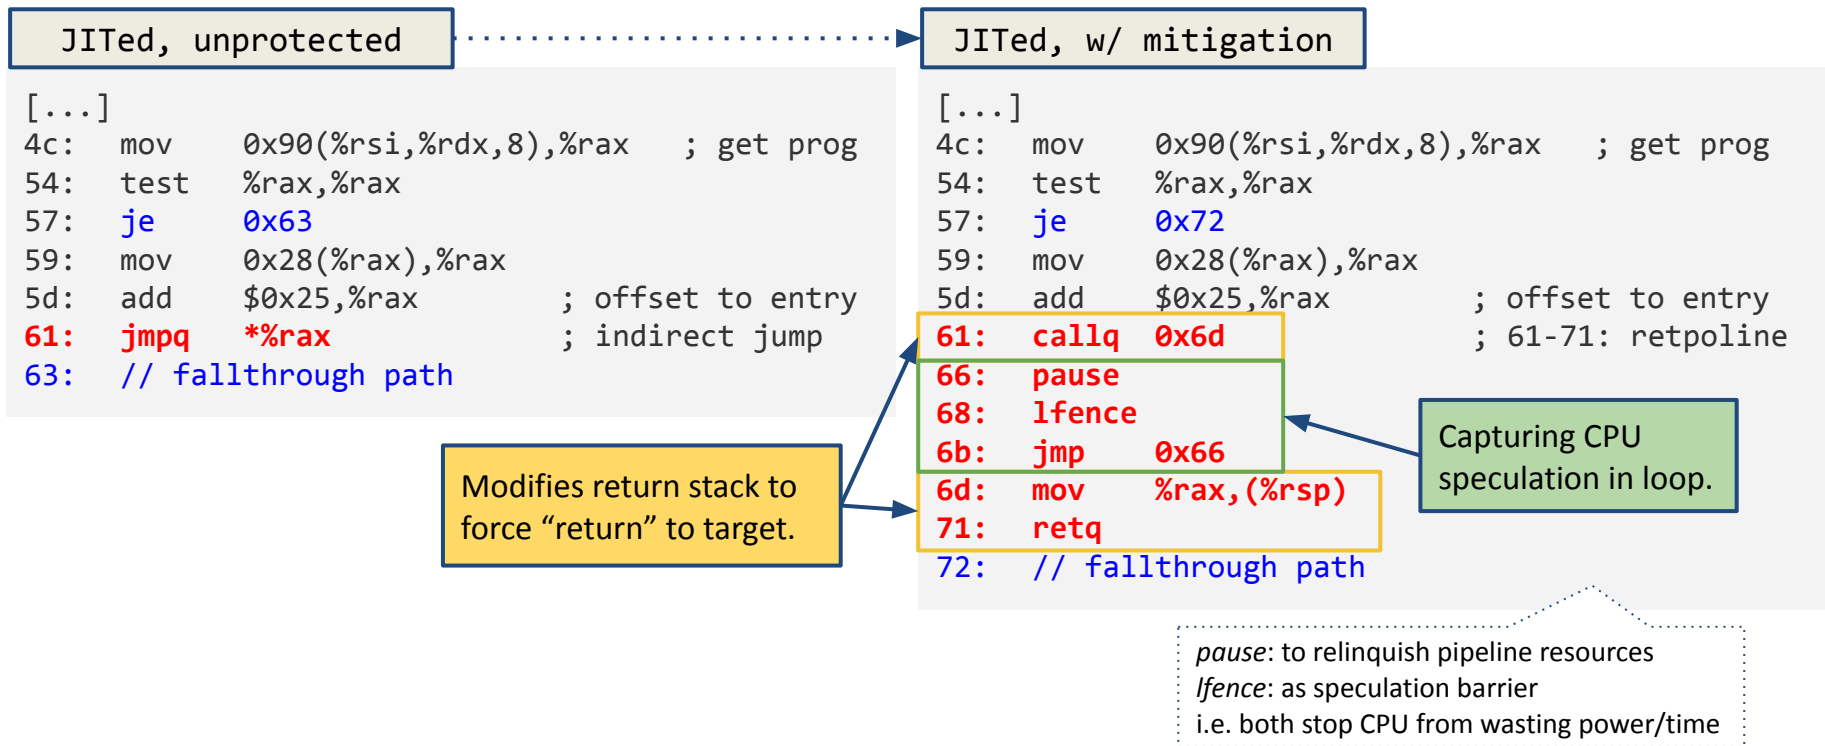 JITed, unprotected
[...]
4c: mov 0x90(%rsi,%rdx,8),%rax ; get prog
54: test %rax,%rax
57: je 0x63
59: mov 0x28(%rax),%rax
5d: add $0x25,%rax ; offset to entry
61: jmpq *%rax ; indirect jump
63: // fallthrough path
JITed, w/ mitigation
[...]
4c: mov 0x90(%rsi,%rdx,8),%rax ; get prog
54: test %rax,%rax
57: je 0x72
59: mov 0x28(%rax),%rax
5d: add $0x25,%rax ; offset to entry
61: callq 0x6d ; 61-71: retpoline
66: pause
68: lfence
6b: jmp 0x66
6d: mov %rax,(%rsp)
71: retq
72: // fallthrough path
Modifies return stack to
force “return” to target.
Capturing CPU
speculation in loop.
pause: to relinquish pipeline resources
lfence: as speculation barrier
i.e. both stop CPU from wasting power/time